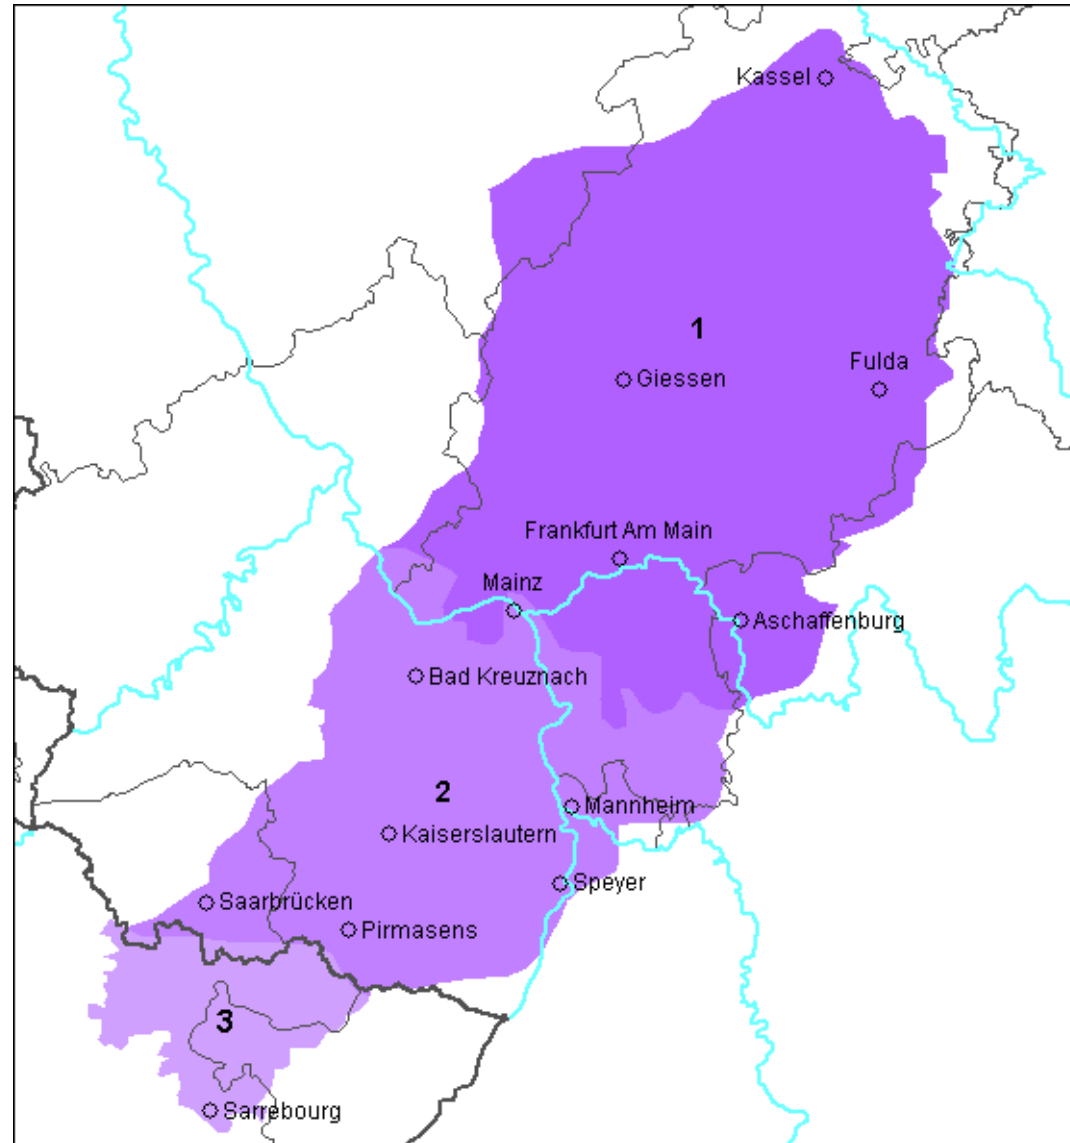 Kassel
1
Fulda
Giessen
Frankfurt Am Main
Mainz
Aschaffenburg
Bad Kreuznach
2
Mannheim
Kaiserslautern
Speyer
Saarbrücken
Pirmasens
3
Sarrebourg